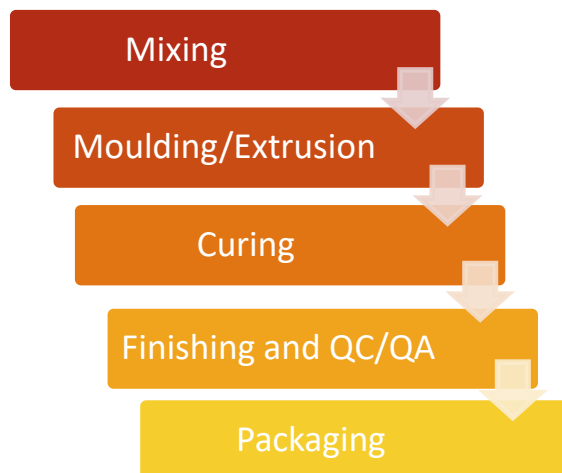 Mixing
Moulding/Extrusion
Curing
Finishing and QC/QA
Packaging